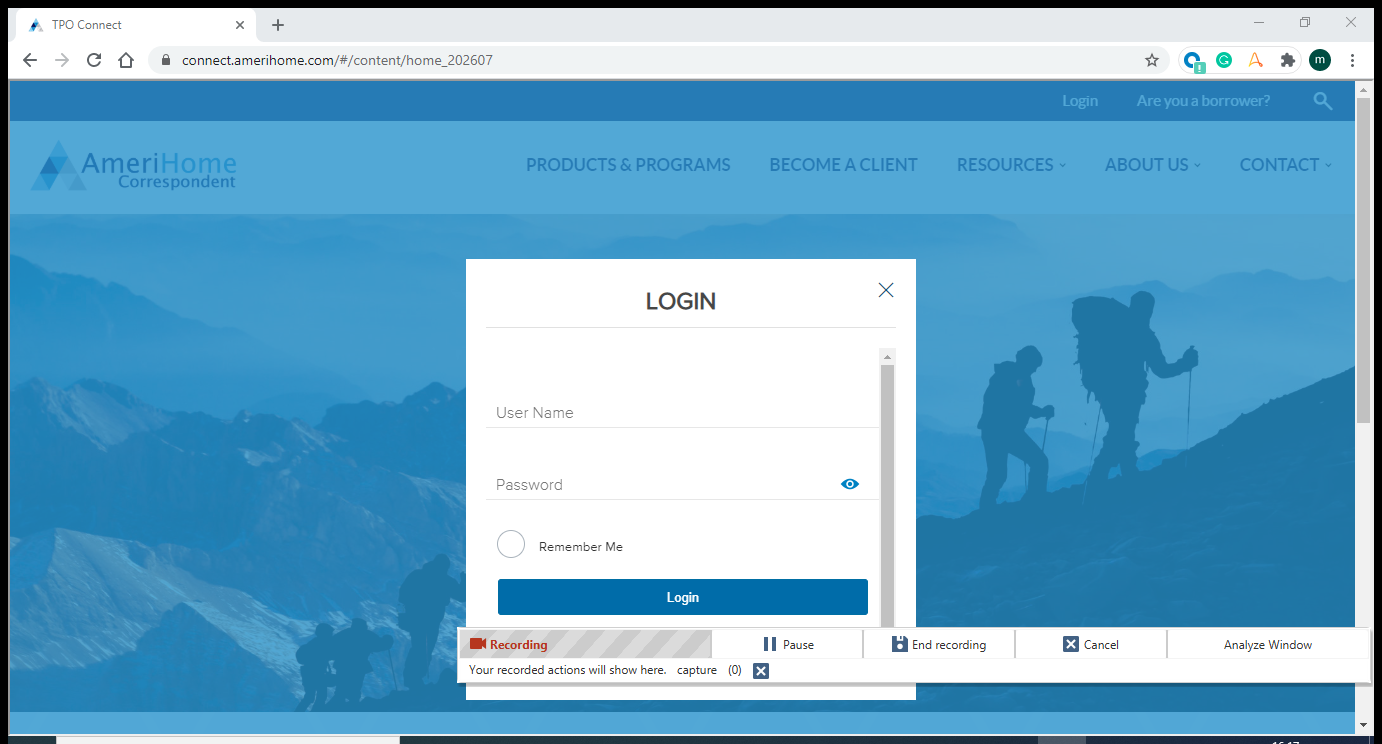 TPO Connect
connect.amerihome.com/#/content/home_202607
m
Login Are you a borrower?
AmeriHome
Correspondent
PRODUCTS & PROGRAMS BECOME A CLIENT RESOURCES ABOUT US CONTACT
LOGIN
User Name
Password
Remember Me
Login
Recording Pause End recording Cancel Analyze Window
Your recorded actions will show here. capture (0)